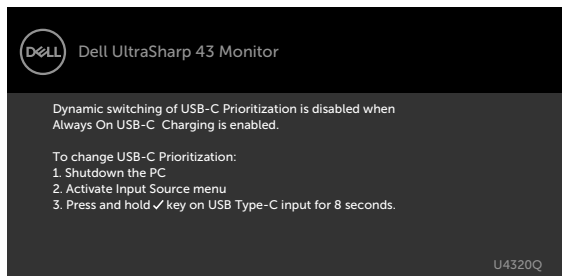 DELL
Dell UltraSharp 43 Monitor
Dynamic switching of USB-C Prioritization is disabled when
Always On USB-C Charging is enabled.
To change USB-C Prioritization:
1. Shutdown the PC
2. Activate Input Source menu
3. Press and hold ✓ key on USB Type-C input for 8 seconds.
U4320Q